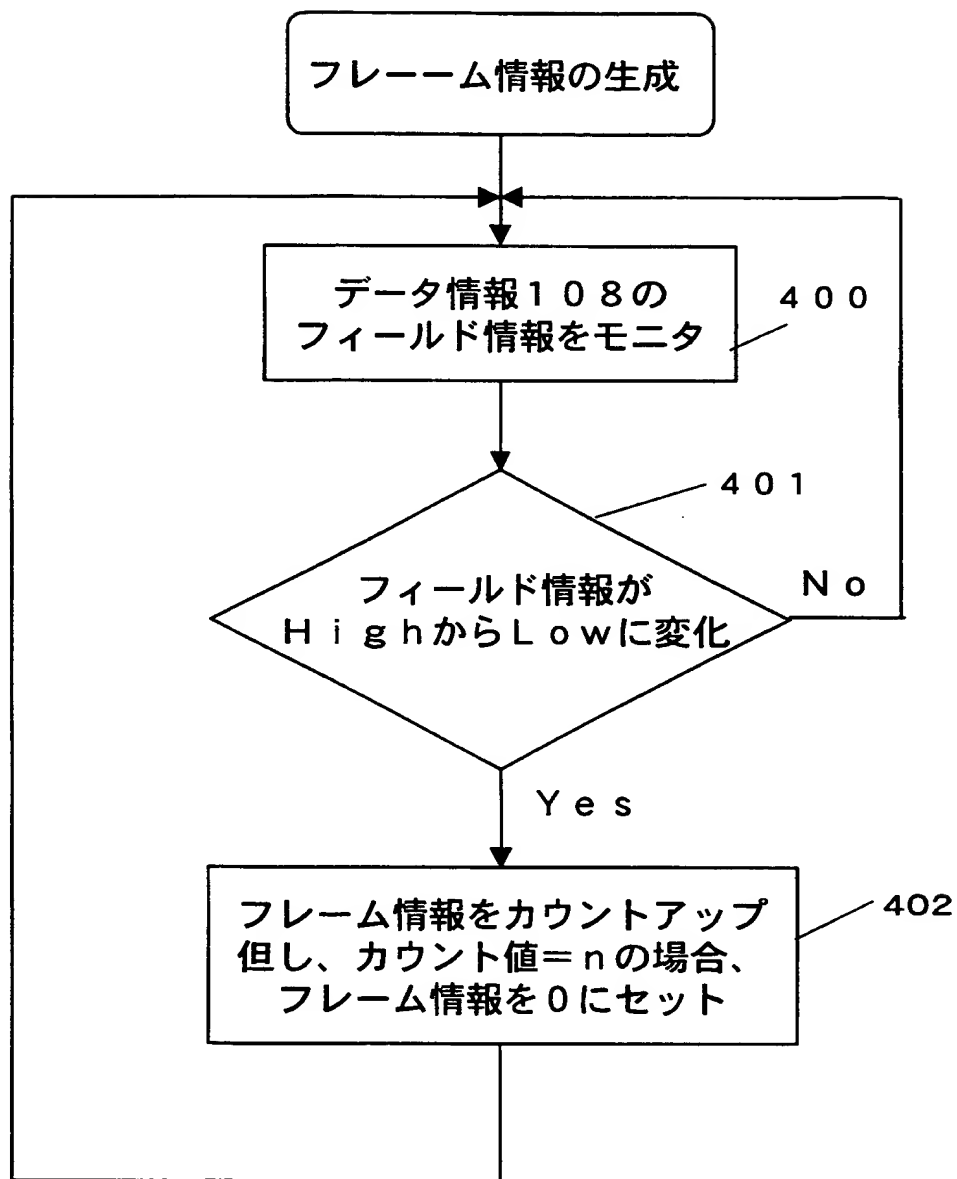 フレーーム情報の生成
データ情報１０８の
フィールド情報をモニタ
４００
４０１
フィールド情報が
ＨｉｇｈからＬｏｗに変化
Ｎｏ
Ｙｅｓ
フレーム情報をカウントアップ
但し、カウント値＝ｎの場合、
フレーム情報を０にセット
402